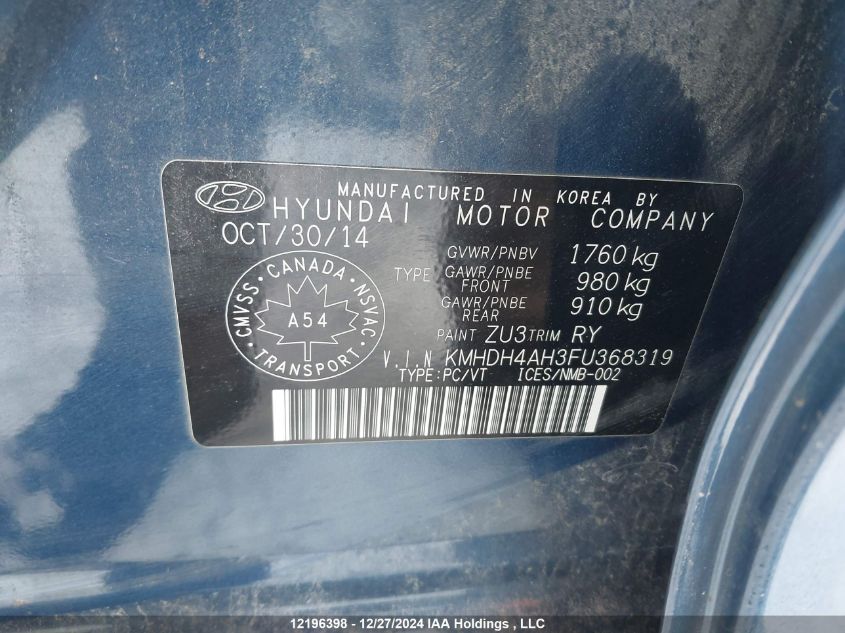 MANUFACTURED IN KOREA BY
HYUNDAI MOTOR COMPANY
OCT/30/14
GVWR/PNBV 1760 kg
TYPE GAWR/PNBE FRONT 980 kg
GAWR/PNBE REAR 910 kg
PAINT ZU3 TRIM RY
V.I.N KMHDH4AH3FU368319
TYPE:PC/VT ICES/NMB-002
CMVSS CANADA NSVAC
A54
TRANSPORT
12196398 - 12/27/2024 IAA Holdings , LLC